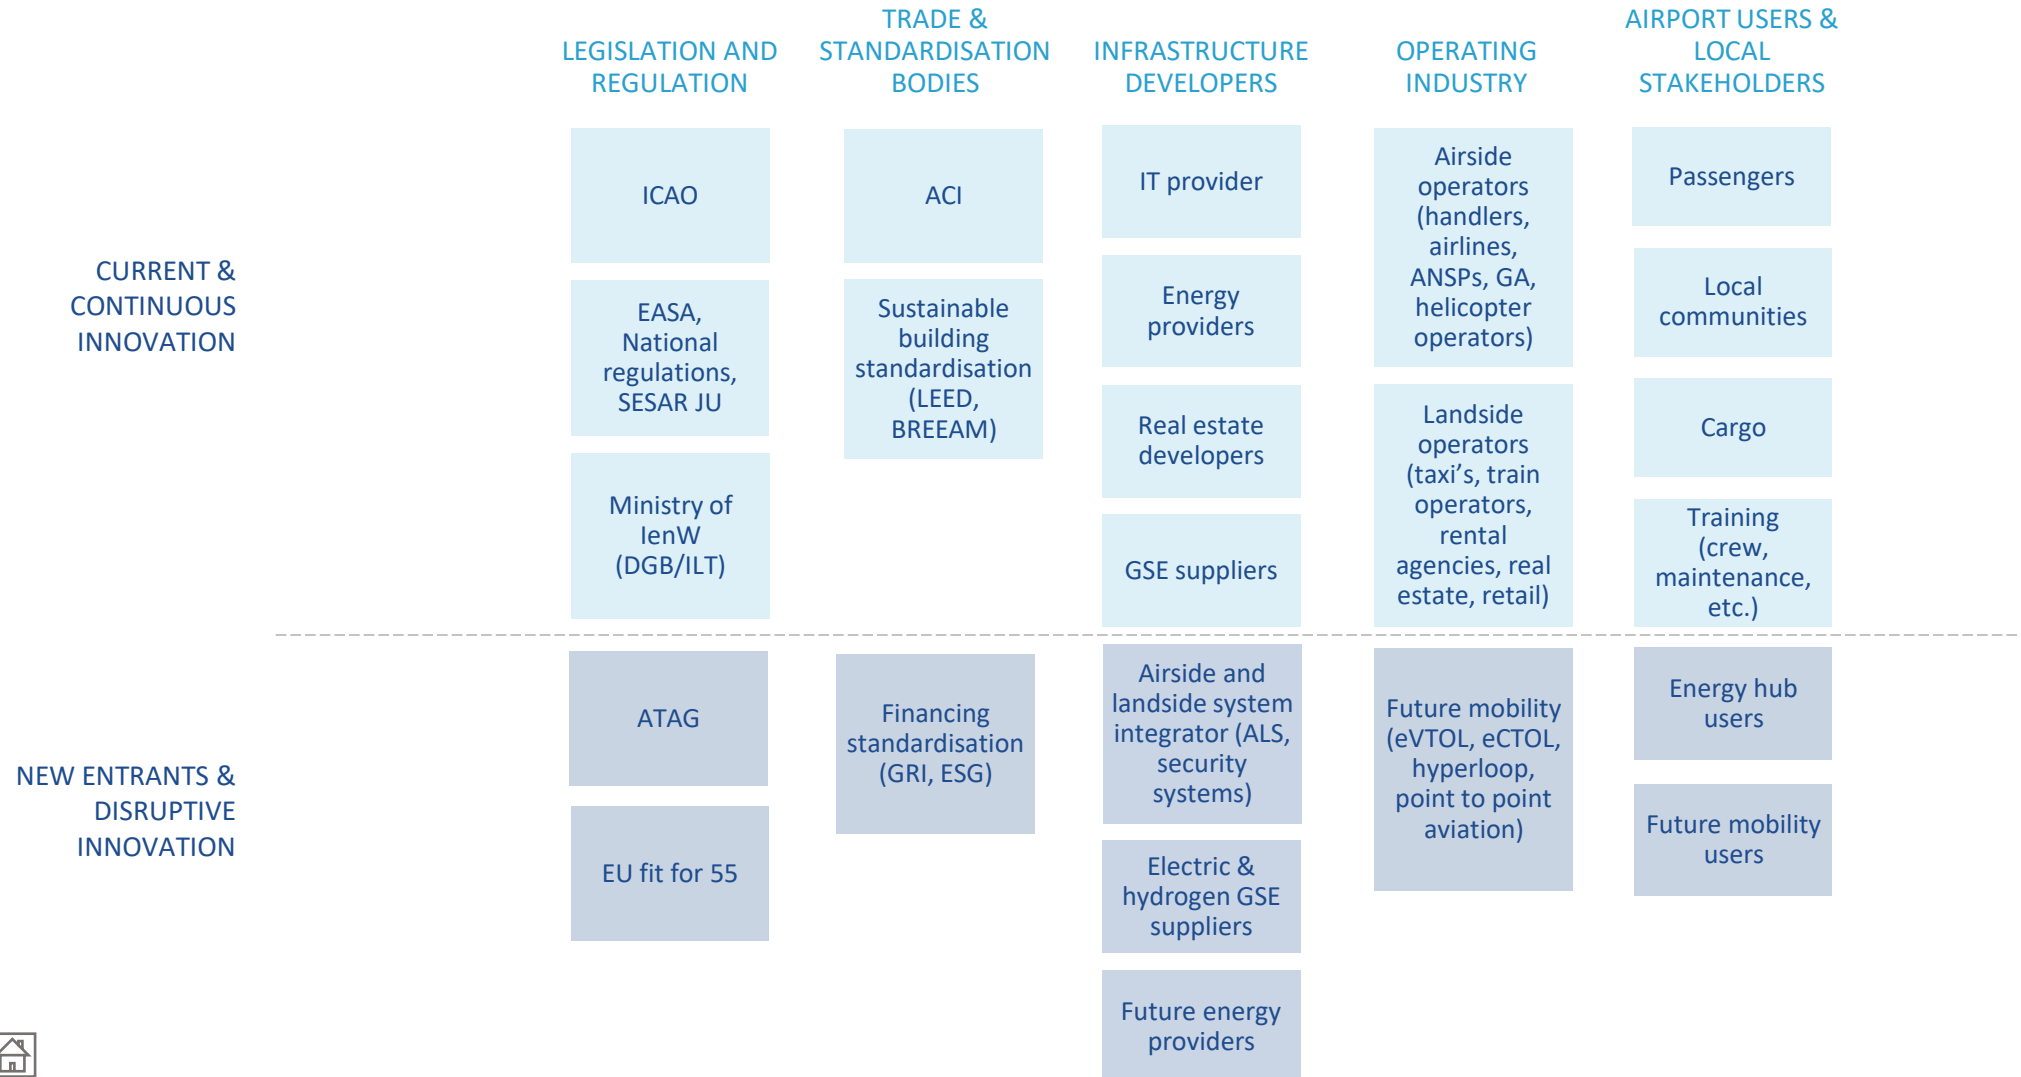 LEGISLATION AND
REGULATION
TRADE &
STANDARDISATION
BODIES
INFRASTRUCTURE
DEVELOPERS
OPERATING
INDUSTRY
AIRPORT USERS &
LOCAL
STAKEHOLDERS
CURRENT &
CONTINUOUS
INNOVATION
ICAO
EASA,
National
regulations,
SESAR JU
Ministry of
IenW
(DGB/ILT)
ACI
Sustainable
building
standardisation
(LEED,
BREEAM)
IT provider
Energy
providers
Real estate
developers
GSE suppliers
Airside
operators
(handlers,
airlines,
ANSPs, GA,
helicopter
operators)
Landside
operators
(taxi’s, train
operators,
rental
agencies, real
estate, retail)
Passengers
Local
communities
Cargo
Training
(crew,
maintenance,
etc.)
NEW ENTRANTS &
DISRUPTIVE
INNOVATION
ATAG
EU fit for 55
Financing
standardisation
(GRI, ESG)
Airside and
landside system
integrator (ALS,
security
systems)
Electric &
hydrogen GSE
suppliers
Future energy
providers
Future mobility
(eVTOL, eCTOL,
hyperloop,
point to point
aviation)
Energy hub
users
Future mobility
users